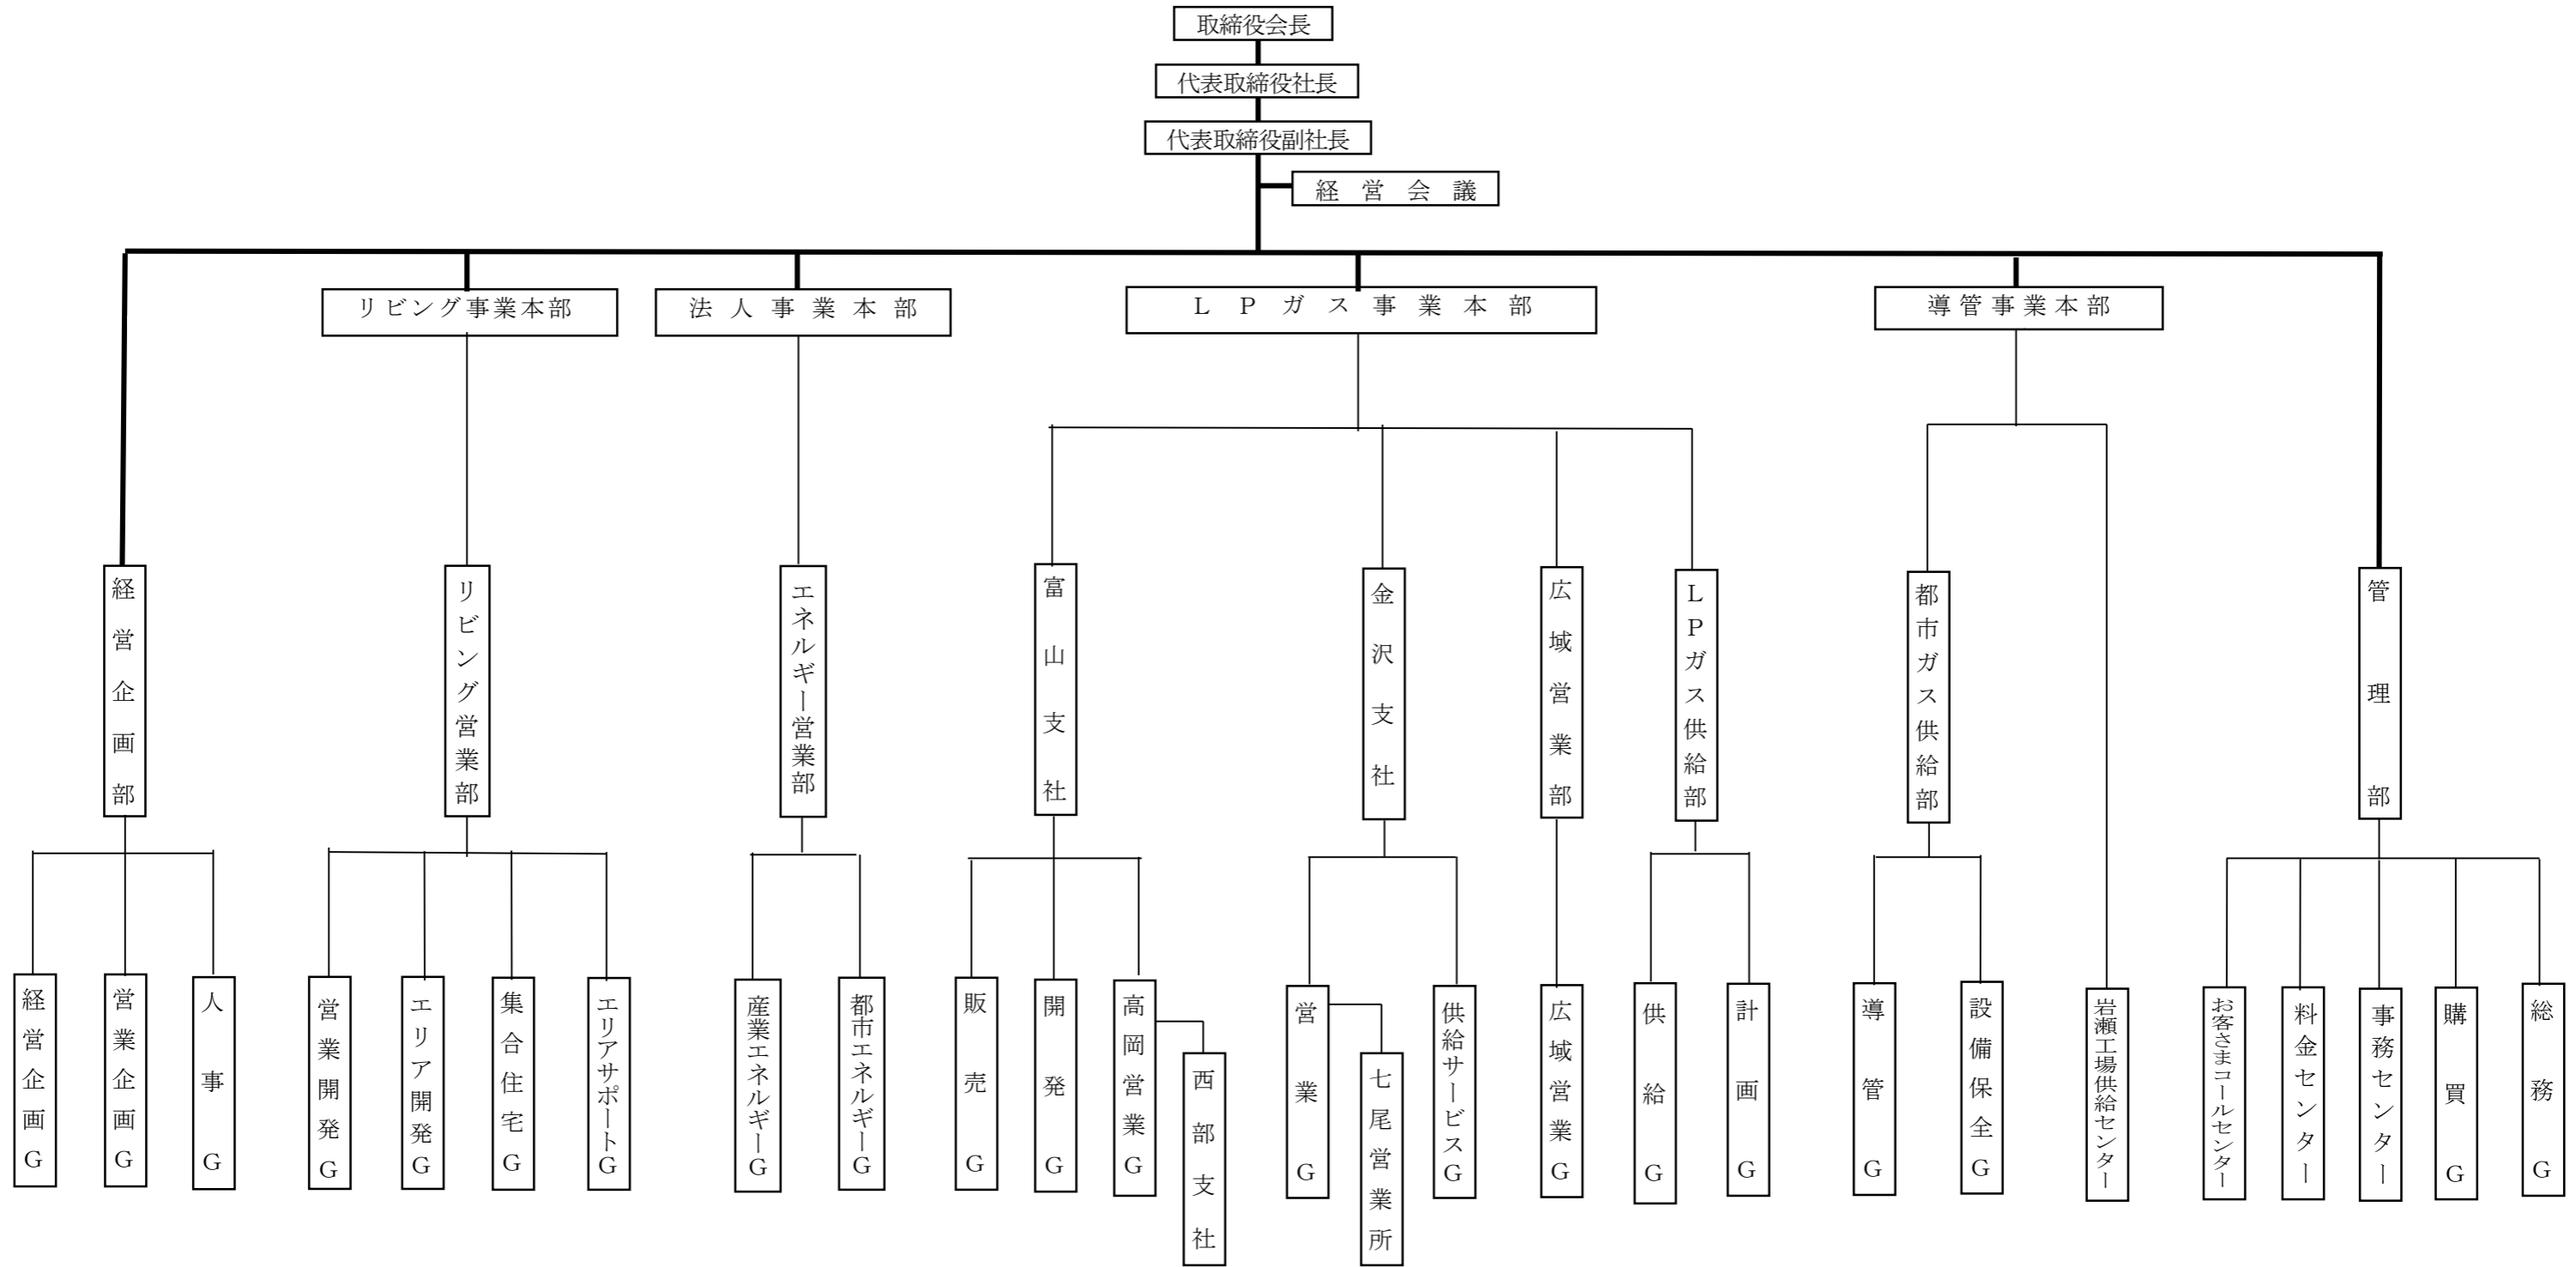 取締役会長
代表取締役社長
代表取締役副社長
経営会議
リビング事業本部
法人事業本部
LPガス事業本部
導管事業本部
経営企画部
リビング営業部
エネルギー営業部
富山支社
金沢支社
広域営業部
LPガス供給部
都市ガス供給部
管理部
経営企画G
営業企画G
人事G
営業開発G
エリア開発G
集合住宅G
エリアサポートG
産業エネルギーG
都市エネルギーG
販売G
開発G
高岡営業G
西部支社
営業G
七尾営業所
供給サービスG
広域営業G
供給G
計画G
導管G
設備保全G
岩瀬工場供給センター
お客さまコールセンター
料金センター
事務センター
購買G
総務G